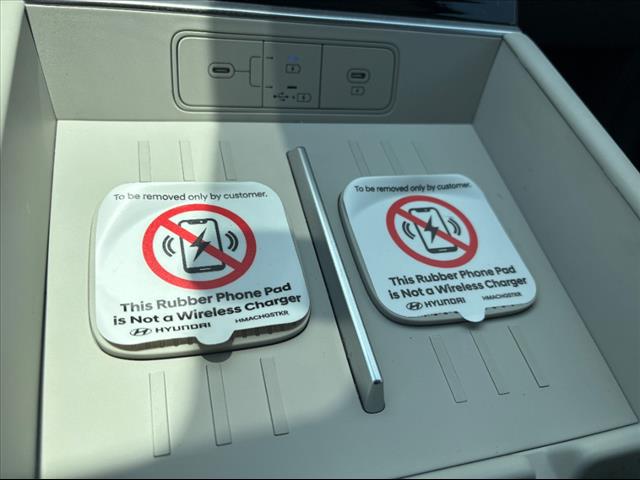 To be removed only by customer.
This Rubber Phone Pad
is Not a Wireless Charger
HYUNDAI HMACHGSTKR
To be removed only by customer.
This Rubber Phone Pad
is Not a Wireless Charger
HYUNDAI HMACHGSTKR